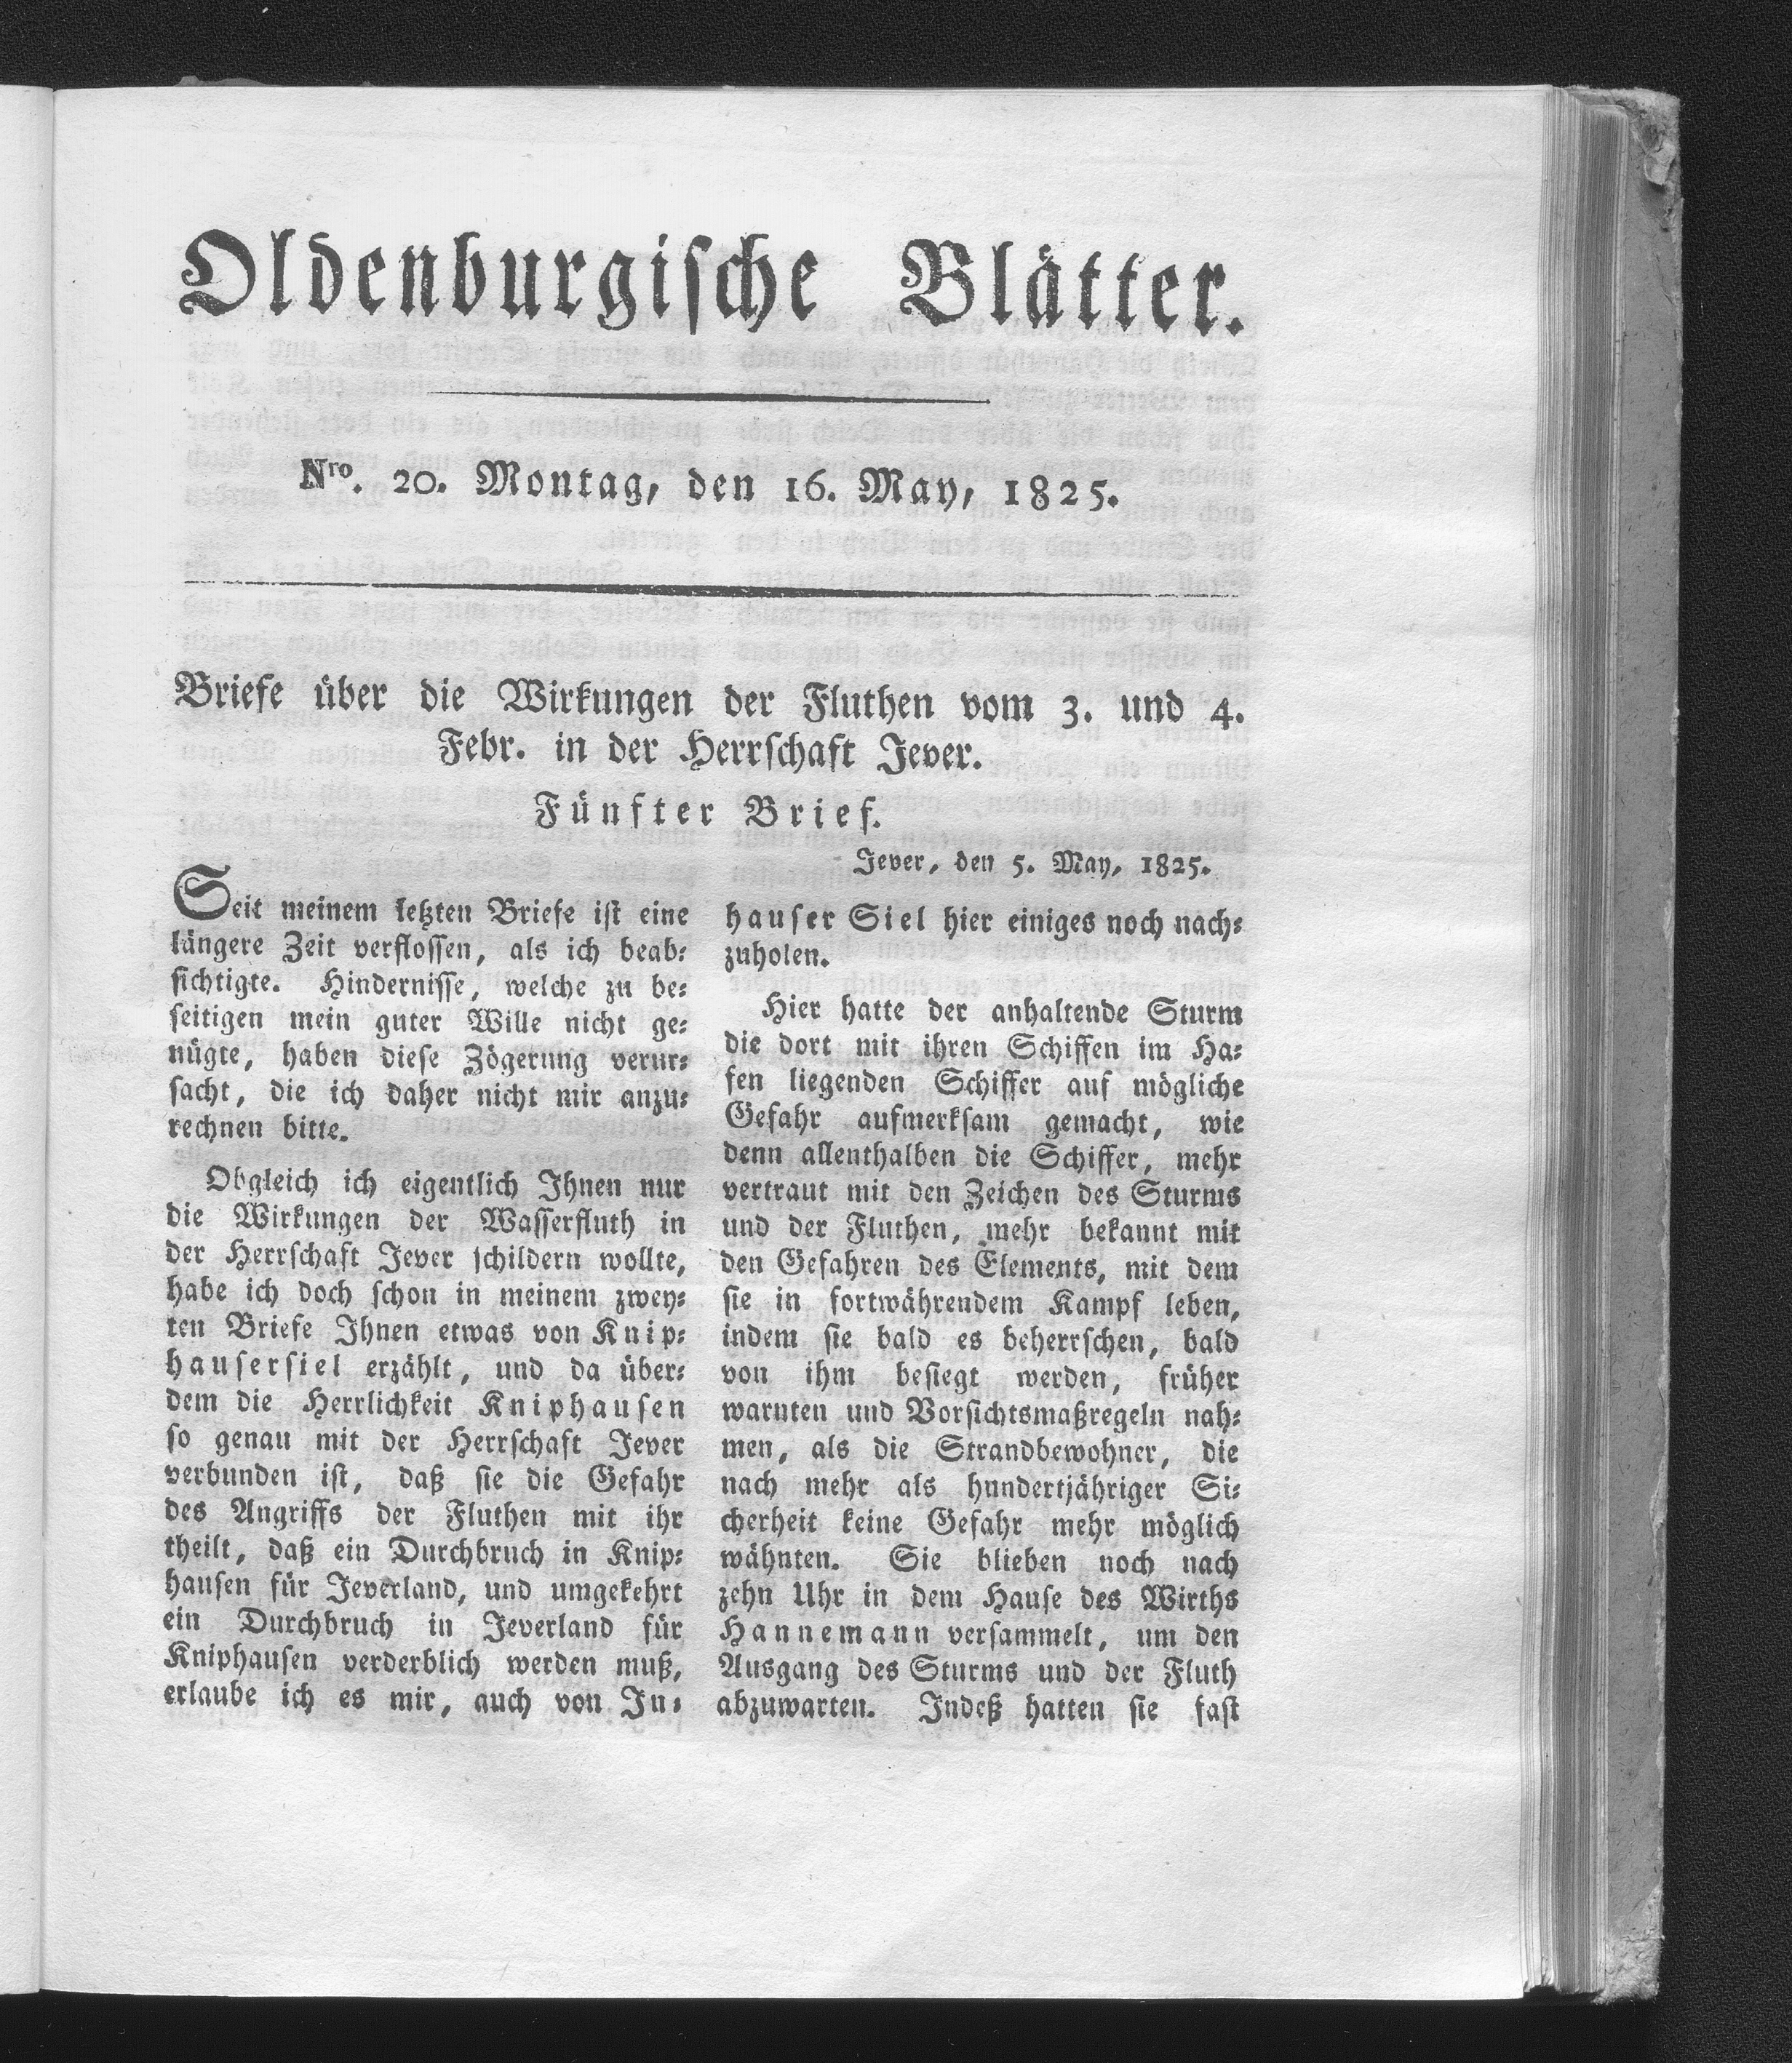 Oldenburgische Blätter.
Nro. 20. Montag, den 16. May, 1825.
Briefe über die Wirkungen der Fluthen vom 3. und 4.
Febr. in der Herrschaft Jever.
Fünfter Brief.
Jever, den 5. May, 1825.
Seit meinem letzten Briefe ist eine
längere Zeit verflossen, als ich beab-
sichtigte. Hindernisse, welche zu be-
seitigen mein guter Wille nicht ge-
nügte, haben diese Zögerung verur-
sacht, die ich daher nicht mir anzu-
rechnen bitte.
Obgleich ich eigentlich Ihnen nur
die Wirkungen der Wasserfluth in
der Herrschaft Jever schildern wollte,
habe ich doch schon in meinem zwey-
ten Briefe Ihnen etwas von Knip-
hausersiel erzählt, und da über-
dem die Herrlichkeit Kniphausen
so genau mit der Herrschaft Jever
verbunden ist, daß sie die Gefahr
des Angriffs der Fluthen mit ihr
theilt, daß ein Durchbruch in Knip-
hausen für Jeverland, und umgekehrt
ein Durchbruch in Jeverland für
Kniphausen verderblich werden muß,
erlaube ich es mir, auch von In-
hauser Siel hier einiges noch nach-
zuholen.
Hier hatte der anhaltende Sturm
die dort mit ihren Schiffen im Ha-
fen liegenden Schiffer auf mögliche
Gefahr aufmerksam gemacht, wie
denn allenthalben die Schiffer, mehr
vertraut mit den Zeichen des Sturms
und der Fluthen, mehr bekannt mit
den Gefahren des Elements, mit dem
sie in fortwährendem Kampf leben,
indem sie bald es beherrschen, bald
von ihm besiegt werden, früher
warnten und Vorsichtsmaßregeln nah-
men, als die Strandbewohner, die
nach mehr als hundertjähriger Si-
cherheit keine Gefahr mehr möglich
wähnten. Sie blieben noch nach
zehn Uhr in dem Hause des Wirths
Hannemann versammelt, um den
Ausgang des Sturms und der Fluth
abzuwarten. Indeß hatten sie fast